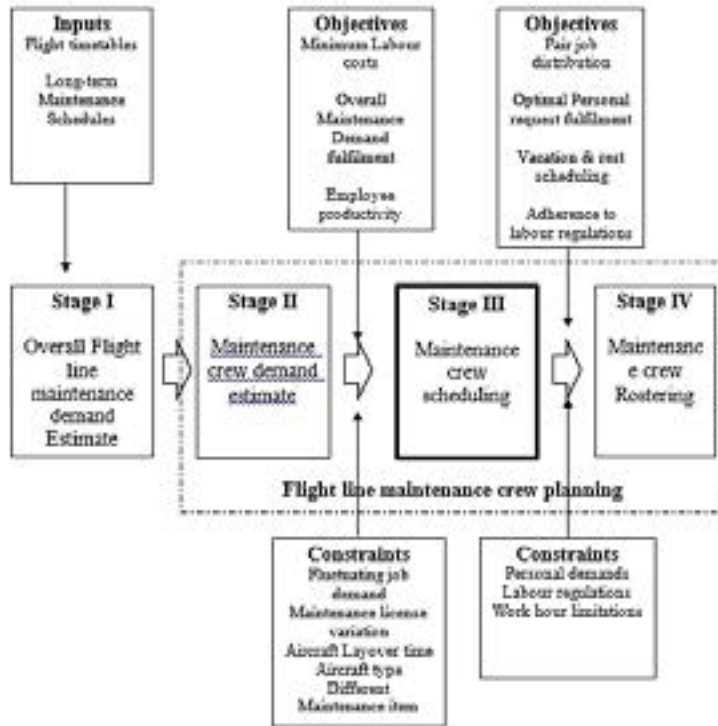 Inputs
Flight timetables
Long-term
Maintenance
Schedules
Objectives
Minimum Labour
costs
Overall
Maintenance
Demand
fulfilment
Employee
productivity
Objectives
Fair job
distribution
Optimal Personal
request fulfilment
Vacation & rest
scheduling
Adherence to
labour regulations
Stage I
Overall Flight
line
maintenance
demand
Estimate
Stage II
Maintenance
crew demand
estimate
Stage III
Maintenance
crew
scheduling
Stage IV
Maintenanc
e crew
Rostering
Flight line maintenance crew planning
Constraints
Fluctuating job
demand
Maintenance license
variation
Aircraft Layover time
Aircraft type
Different
Maintenance item
Constraints
Personal demands
Labour regulations
Work hour limitations